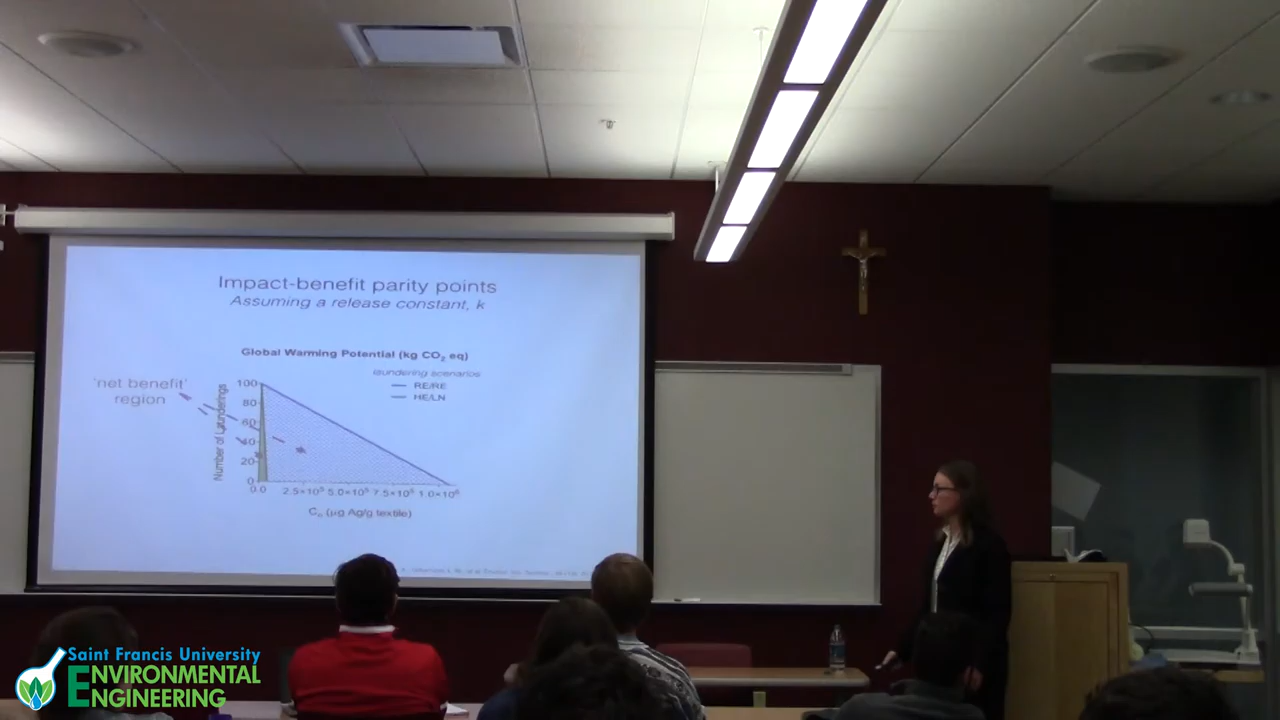 Impact-benefit parity points
Assuming a release constant, k
Global Warming Potential (kg CO₂ eq)
laundering scenarios
RE/RE
HE/LN
'net benefit'
region
Number of Launderings
100
80
60
40
20
0
0.0 2.5×10⁵ 5.0×10⁵ 7.5×10⁵ 1.0×10⁶
(μg Ag/g textile)
Saint Francis University
ENVIRONMENTAL
ENGINEERING